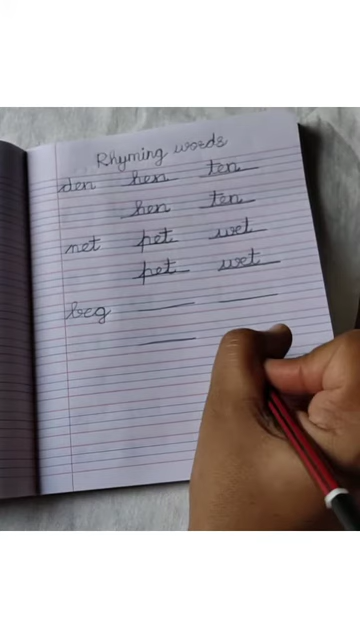 Rhyming words
den hen ten
hen ten
net pet wet
pet wet
beg